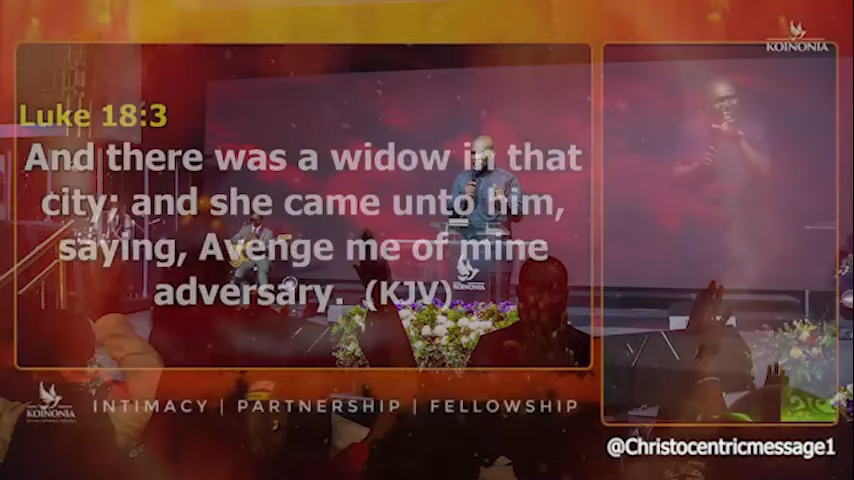 KOINONIA
Luke 18:3
And there was a widow in that
city; and she came unto him,
saying, Avenge me of mine
adversary. (KJV)
KOINONIA
KOINONIA
INTIMACY | PARTNERSHIP | FELLOWSHIP
@Christocentricmessage1